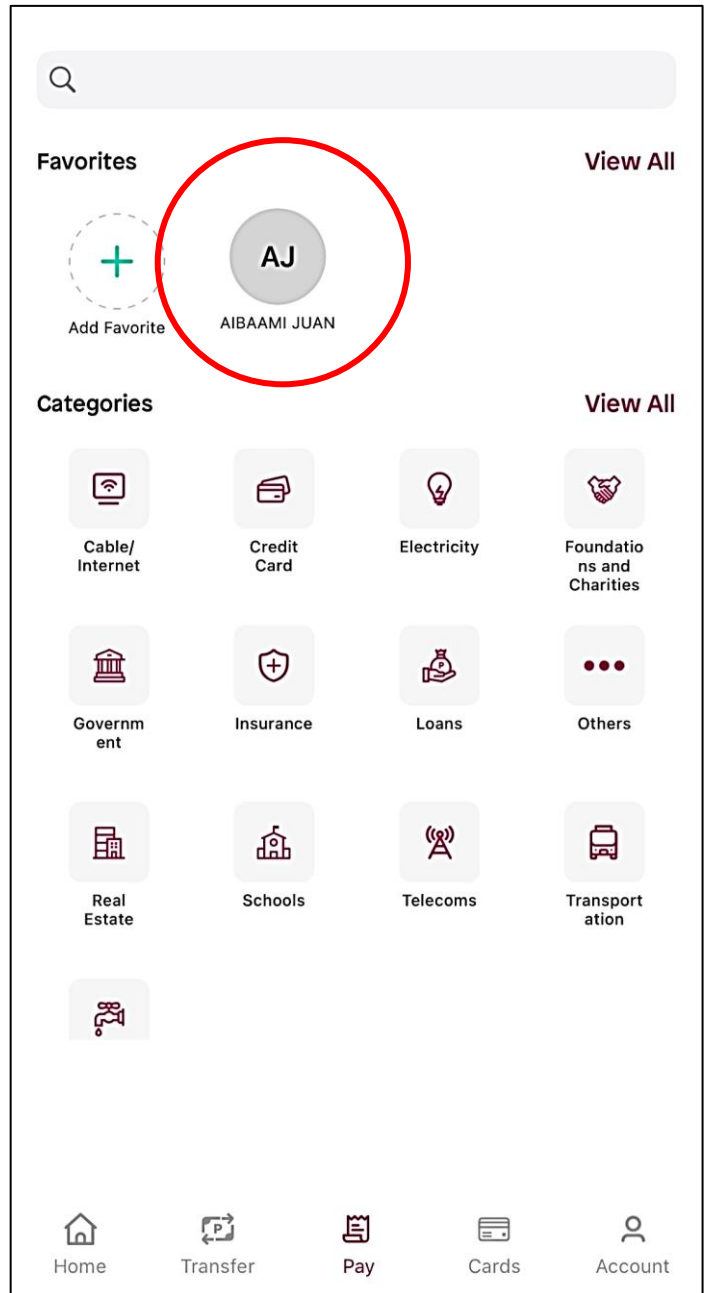 Favorites View All
AJ
Add Favorite AIBAAMI JUAN
Categories View All
Cable/
Internet
Credit
Card
Electricity
Foundatio
ns and
Charities
Governm
ent
Insurance
Loans
Others
Real
Estate
Schools
Telecoms
Transport
ation
Home Transfer Pay Cards Account